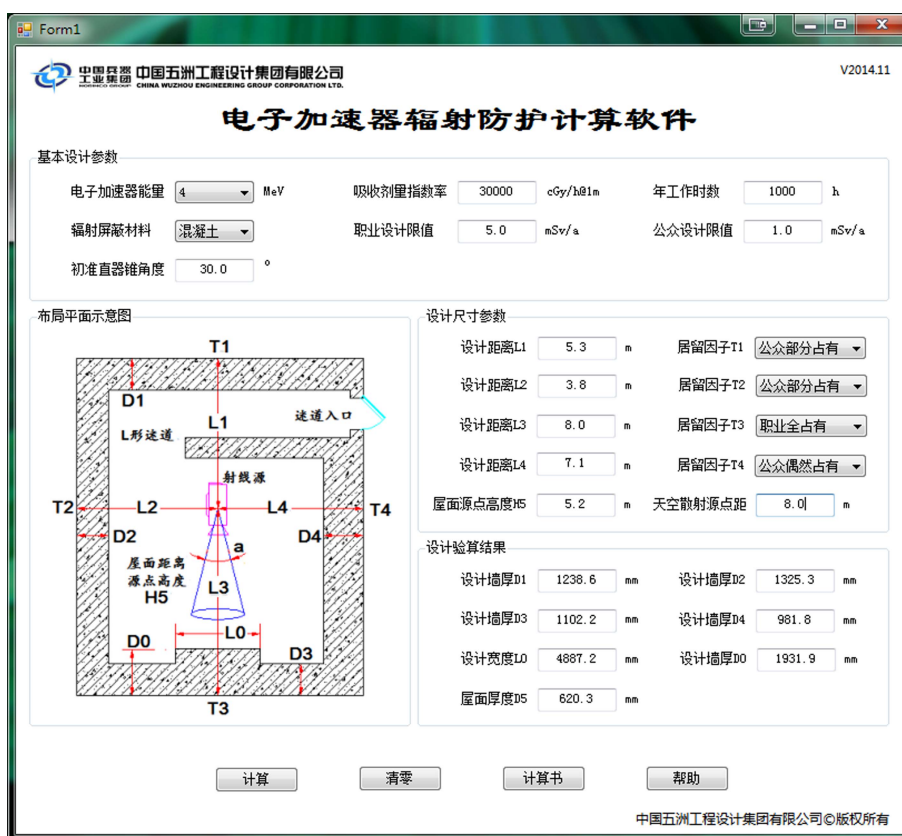 Form1
中国兵器工业集团 NORINCO GROUP 中国五洲工程设计集团有限公司 CHINA WUZHOU ENGINEERING GROUP CORPORATION LTD.
V2014.11
电子加速器辐射防护计算软件
基本设计参数
电子加速器能量 4 MeV 吸收剂量指数率 30000 cGy/h@1m 年工作时数 1000 h
辐射屏蔽材料 混凝土 职业设计限值 5.0 mSv/a 公众设计限值 1.0 mSv/a
初准直器锥角度 30.0 °
布局平面示意图
T1
D1
L1
迷道入口
L形迷道
射线源
T2 L2 L4 T4
D2 D4
a
屋面距离
源点高度
H5
L3
L0
D0 D3
T3
设计尺寸参数
设计距离L1 5.3 m 居留因子T1 公众部分占有
设计距离L2 3.8 m 居留因子T2 公众部分占有
设计距离L3 8.0 m 居留因子T3 职业全占有
设计距离L4 7.1 m 居留因子T4 公众偶然占有
屋面源点高度H5 5.2 m 天空散射源点距 8.0 m
设计验算结果
设计墙厚D1 1238.6 mm 设计墙厚D2 1325.3 mm
设计墙厚D3 1102.2 mm 设计墙厚D4 981.8 mm
设计宽度L0 4887.2 mm 设计墙厚D0 1931.9 mm
屋面厚度D5 620.3 mm
计算 清零 计算书 帮助
中国五洲工程设计集团有限公司©版权所有